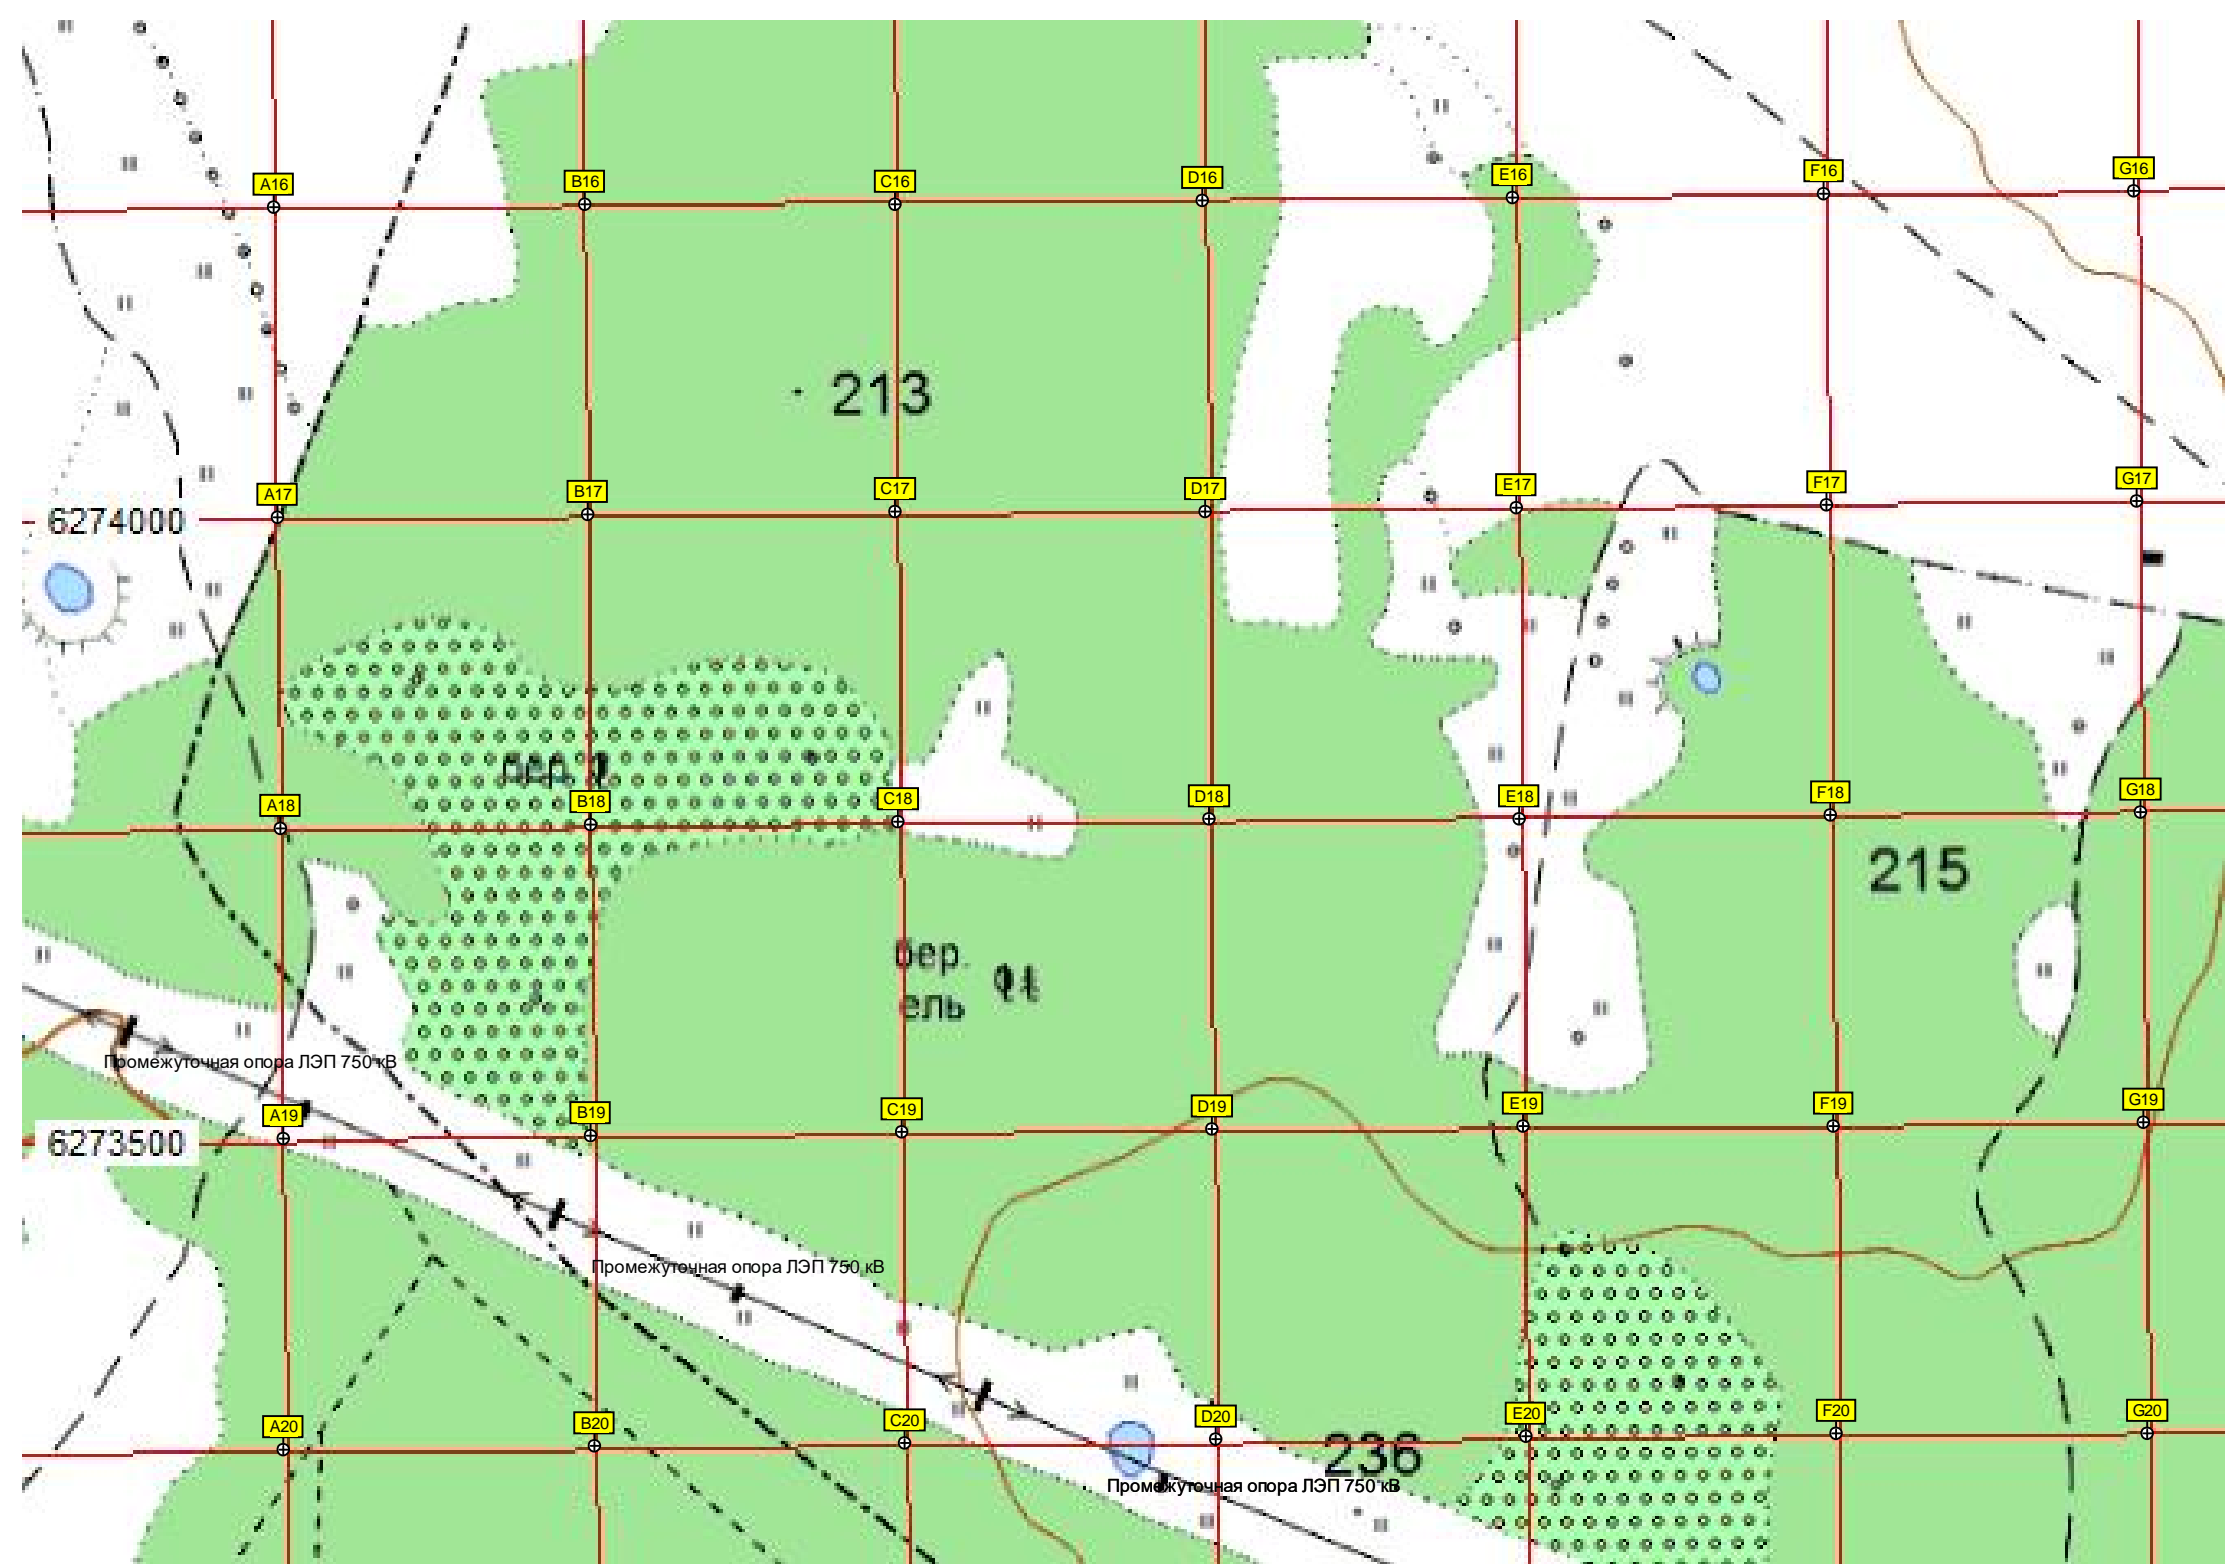 A16
B16
C16
D16
E16
F16
G16
213
A17
B17
C17
D17
E17
F17
G17
6274000
A18
B18
C18
D18
E18
F18
G18
215
бер.
ель
Промежуточная опора ЛЭП 750 кВ
A19
B19
C19
D19
E19
F19
G19
6273500
Промежуточная опора ЛЭП 750 кВ
A20
B20
C20
D20
E20
F20
G20
236
Промежуточная опора ЛЭП 750 кВ